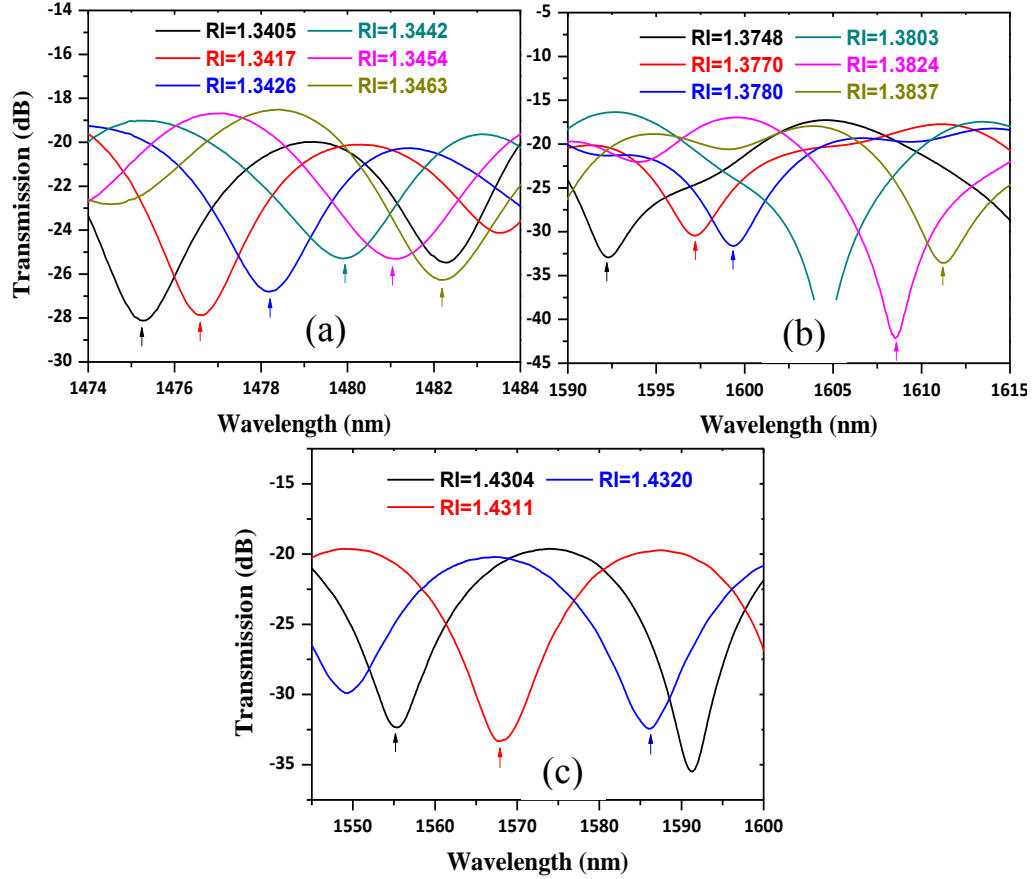 RI=1.3405 RI=1.3442
RI=1.3417 RI=1.3454
RI=1.3426 RI=1.3463
-14
-16
-18
-20
-22
-24
-26
-28
-30
Transmission (dB)
(a)
1474 1476 1478 1480 1482 1484
Wavelength (nm)
RI=1.3748 RI=1.3803
RI=1.3770 RI=1.3824
RI=1.3780 RI=1.3837
-5
-10
-15
-20
-25
-30
-35
-40
-45
(b)
1590 1595 1600 1605 1610 1615
Wavelength (nm)
RI=1.4304 RI=1.4320
RI=1.4311
-15
-20
-25
-30
-35
Transmission (dB)
(c)
1550 1560 1570 1580 1590 1600
Wavelength (nm)